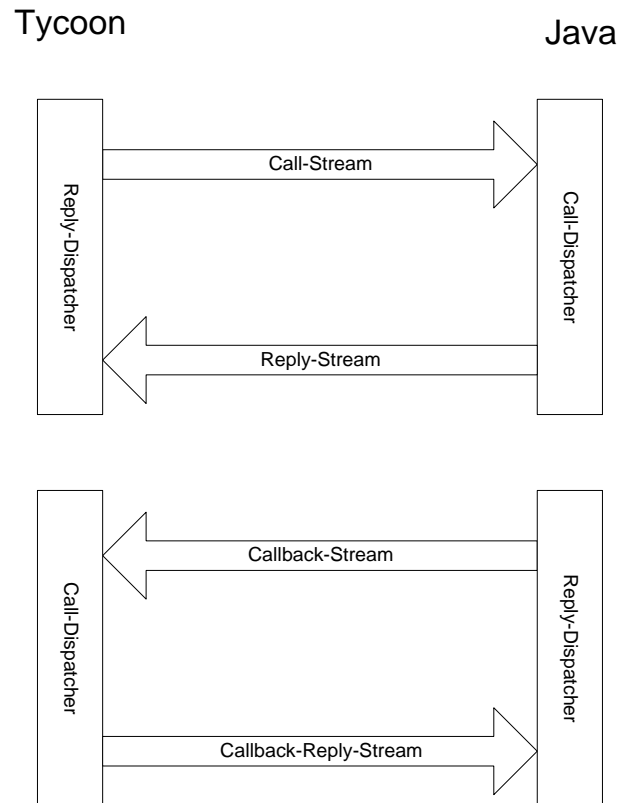 Tycoon
Java
Reply-Dispatcher
Call-Stream
Call-Dispatcher
Reply-Stream
Call-Dispatcher
Callback-Stream
Reply-Dispatcher
Callback-Reply-Stream